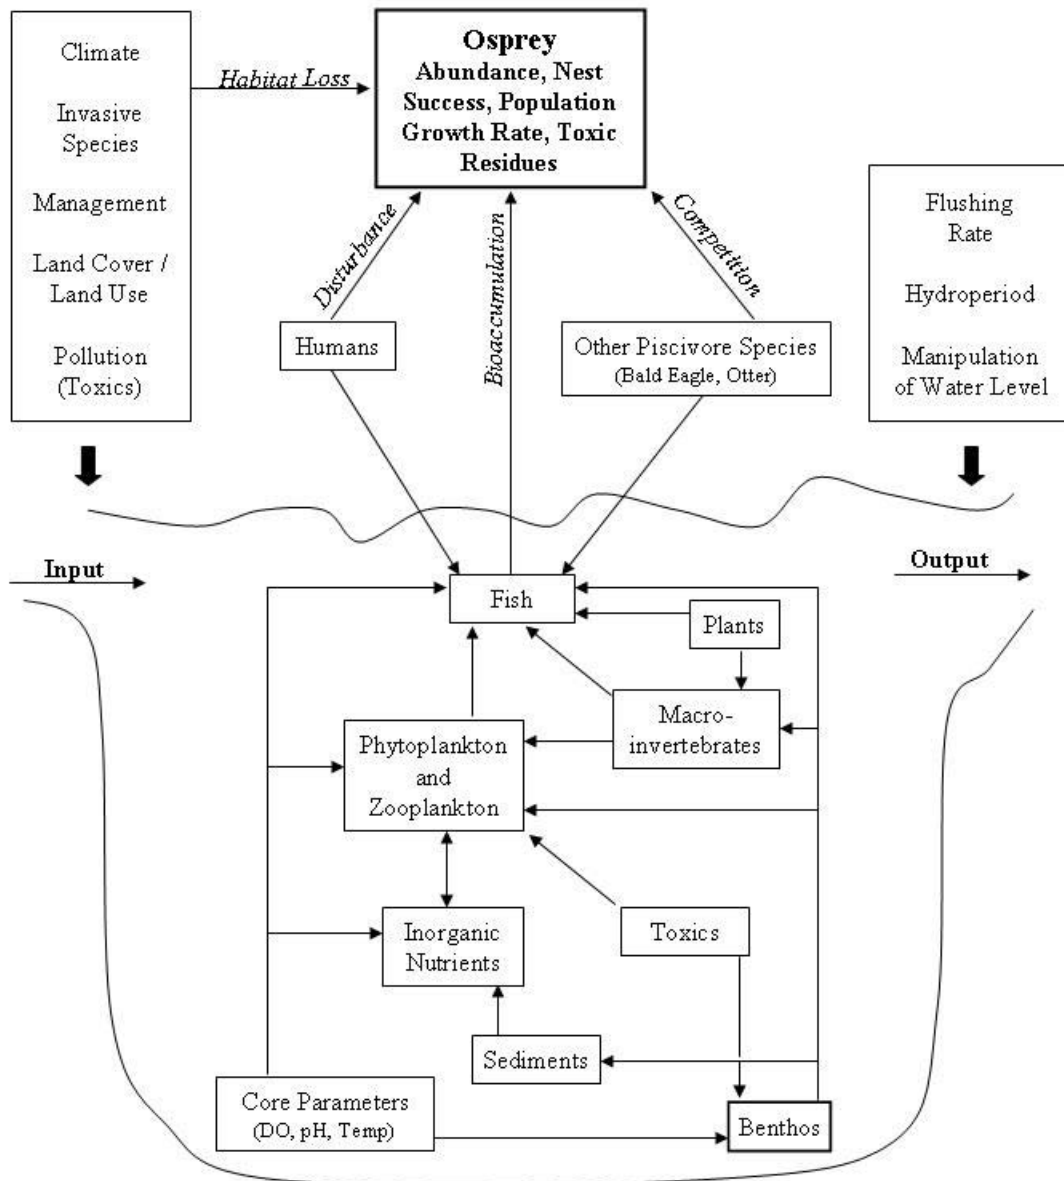 Climate
Invasive
Species
Management
Land Cover /
Land Use
Pollution
(Toxics)
Habitat Loss
Osprey
Abundance, Nest
Success, Population
Growth Rate, Toxic
Residues
Flushing
Rate
Hydroperiod
Manipulation
of Water Level
Disturbance
Bioaccumulation
Competition
Humans
Other Piscivore Species
(Bald Eagle, Otter)
Input
Output
Fish
Plants
Macro-
invertebrates
Phytoplankton
and
Zooplankton
Inorganic
Nutrients
Toxics
Sediments
Core Parameters
(DO, pH, Temp)
Benthos